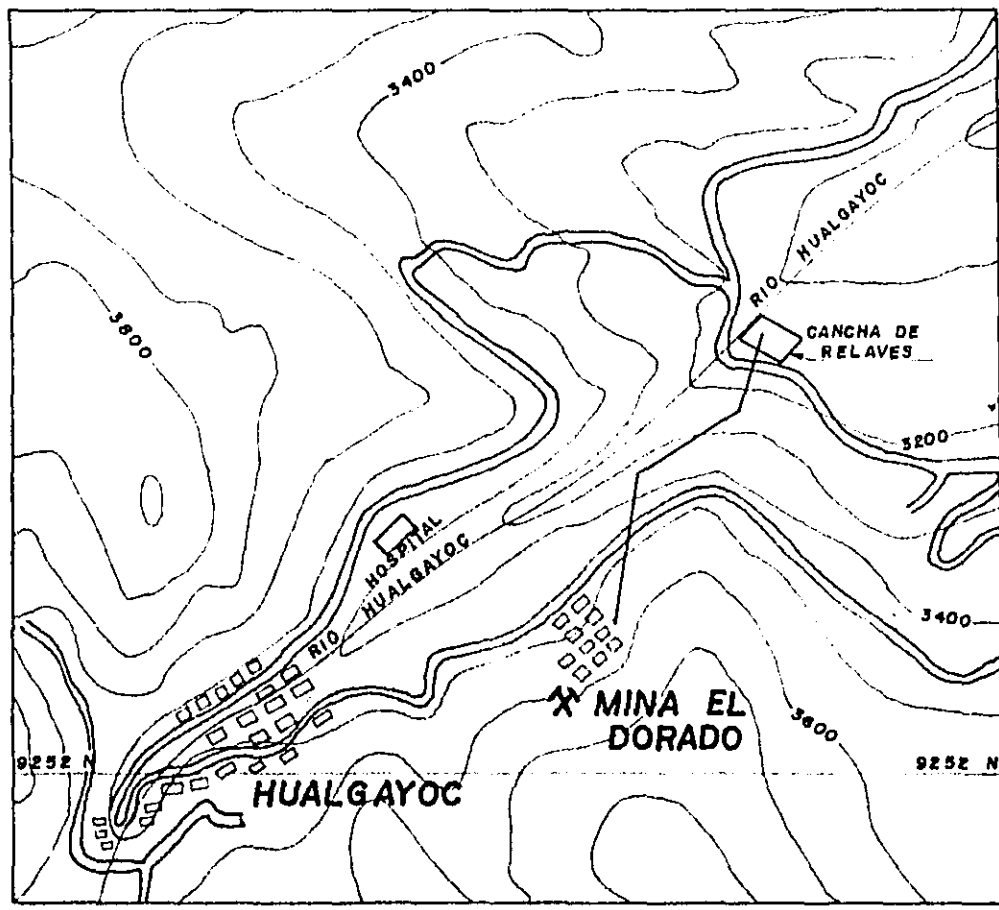 3400
RIO HUALGAYOC
3800
CANCHA DE
RELAVES
3200
HOSPITAL
RIO HUALGAYOC
3400
MINA EL
DORADO
3600
9252 N
9252 N
HUALGAYOC